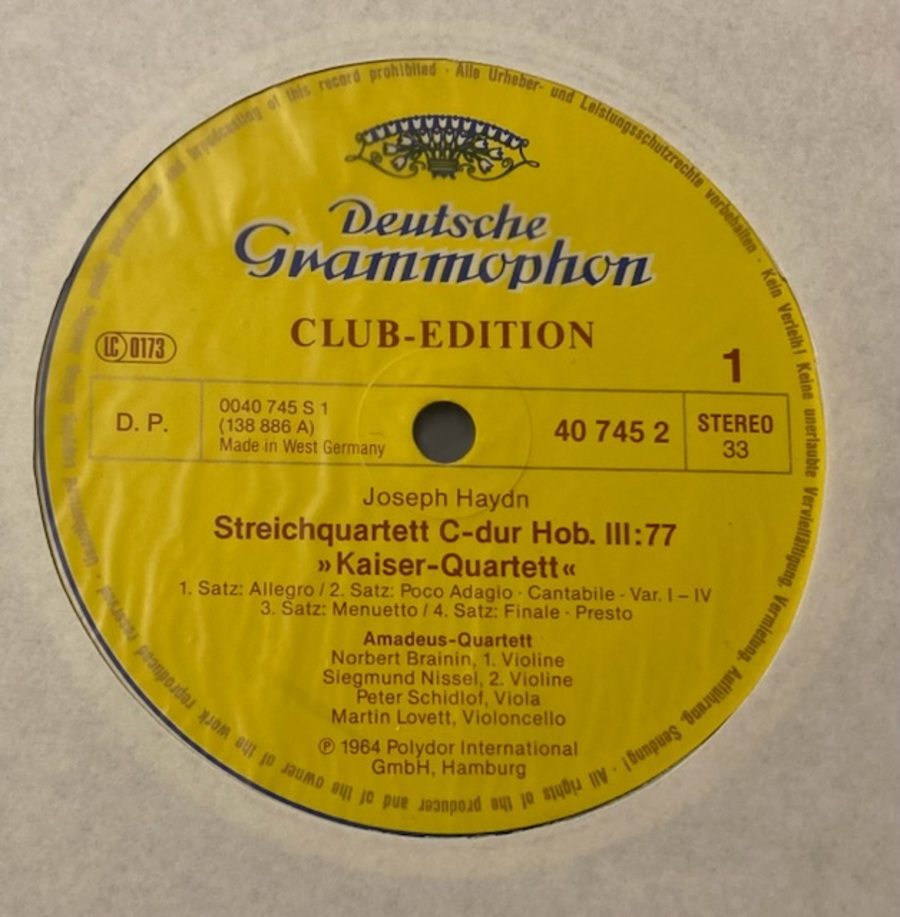 of this record prohibited · Alle Urheber- und Leistungsschutzrechte vorbehalten · Kein Verleih! Keine unerlaubte Vervielfältigung, Vermietung, Aufführung, Sendung! · All rights of the producer and of the owner of the work reproduced reserved ·
Deutsche
Grammophon
CLUB-EDITION
LC 0173
1
D. P.
0040 745 S 1
(138 886 A)
Made in West Germany
40 745 2
STEREO
33
Joseph Haydn
Streichquartett C-dur Hob. III:77
»Kaiser-Quartett«
1. Satz: Allegro / 2. Satz: Poco Adagio · Cantabile - Var. I – IV
3. Satz: Menuetto / 4. Satz: Finale · Presto
Amadeus-Quartett
Norbert Brainin, 1. Violine
Siegmund Nissel, 2. Violine
Peter Schidlof, Viola
Martin Lovett, Violoncello
℗ 1964 Polydor International
GmbH, Hamburg